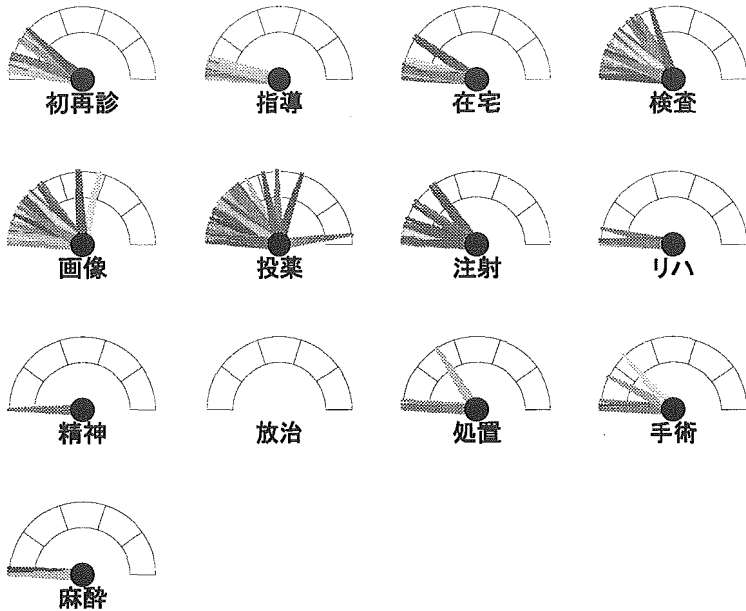 初再診
指導
在宅
検査
画像
投薬
注射
リハ
精神
放治
処置
手術
麻酔